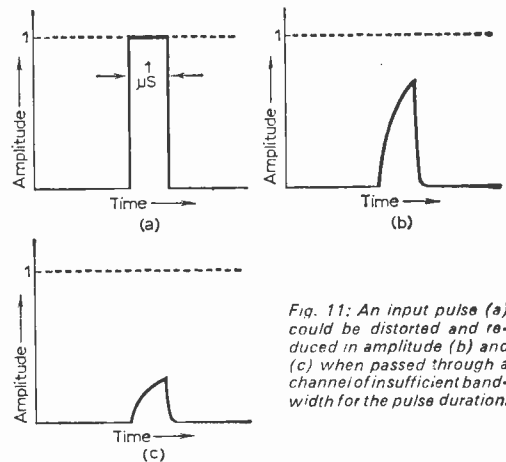 1
1
μS
Amplitude
Time
(a)
1
Amplitude
Time
(b)
1
Amplitude
Time
(c)
Fig. 11: An input pulse (a)
could be distorted and re-
duced in amplitude (b) and
(c) when passed through a
channel of insufficient band-
width for the pulse duration.